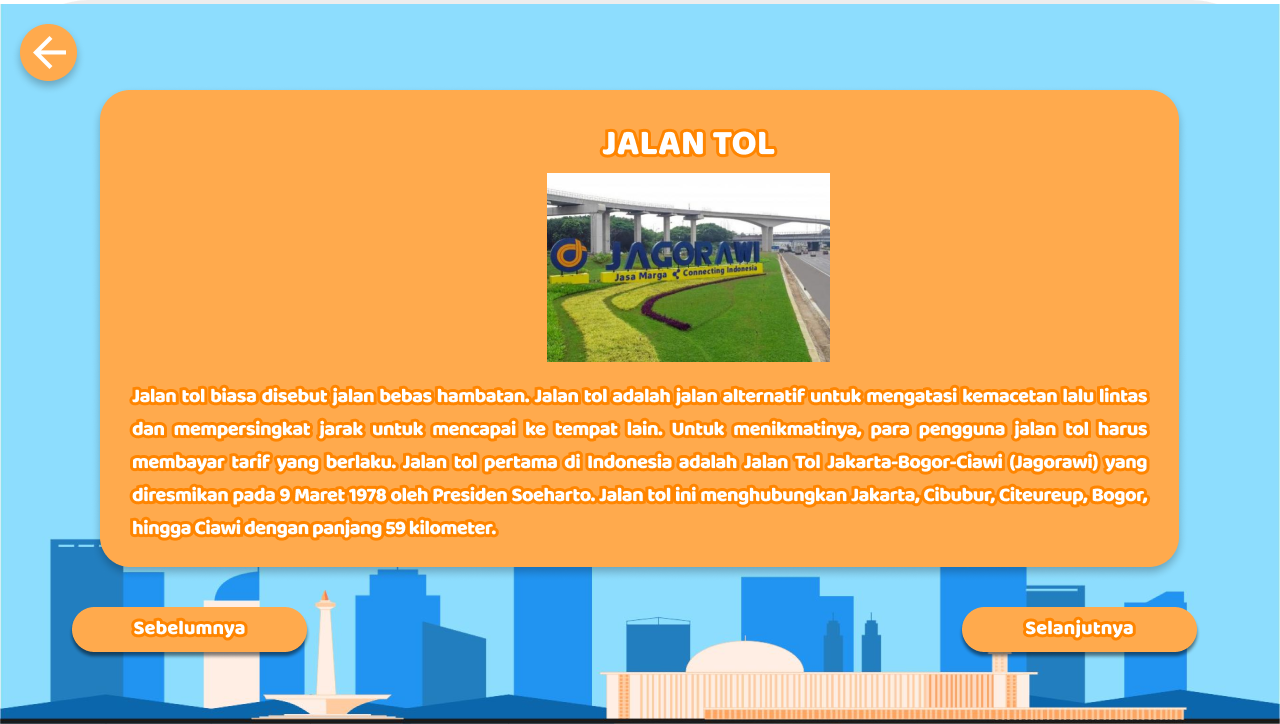 JALAN TOL
JAGORAWI
Jasa Marga Connecting Indonesia
Jalan tol biasa disebut jalan bebas hambatan. Jalan tol adalah jalan alternatif untuk mengatasi kemacetan lalu lintas
dan mempersingkat jarak untuk mencapai ke tempat lain. Untuk menikmatinya, para pengguna jalan tol harus
membayar tarif yang berlaku. Jalan tol pertama di Indonesia adalah Jalan Tol Jakarta-Bogor-Ciawi (Jagorawi) yang
diresmikan pada 9 Maret 1978 oleh Presiden Soeharto. Jalan tol ini menghubungkan Jakarta, Cibubur, Citeureup, Bogor,
hingga Ciawi dengan panjang 59 kilometer.
Sebelumnya
Selanjutnya